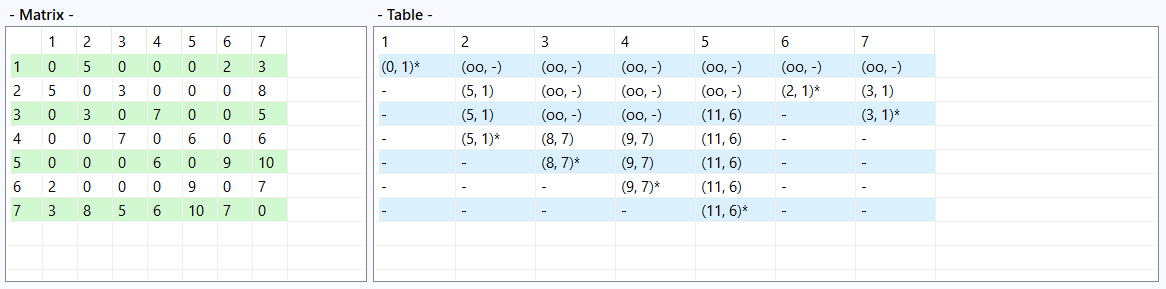 - Matrix -
1 2 3 4 5 6 7
1 0 5 0 0 0 2 3
2 5 0 3 0 0 0 8
3 0 3 0 7 0 0 5
4 0 0 7 0 6 0 6
5 0 0 0 6 0 9 10
6 2 0 0 0 9 0 7
7 3 8 5 6 10 7 0
- Table -
1 2 3 4 5 6 7
(0, 1)* (oo, -) (oo, -) (oo, -) (oo, -) (oo, -) (oo, -)
- (5, 1) (oo, -) (oo, -) (oo, -) (2, 1)* (3, 1)
- (5, 1) (oo, -) (oo, -) (11, 6) - (3, 1)*
- (5, 1)* (8, 7) (9, 7) (11, 6) - -
- - (8, 7)* (9, 7) (11, 6) - -
- - - (9, 7)* (11, 6) - -
- - - - (11, 6)* - -